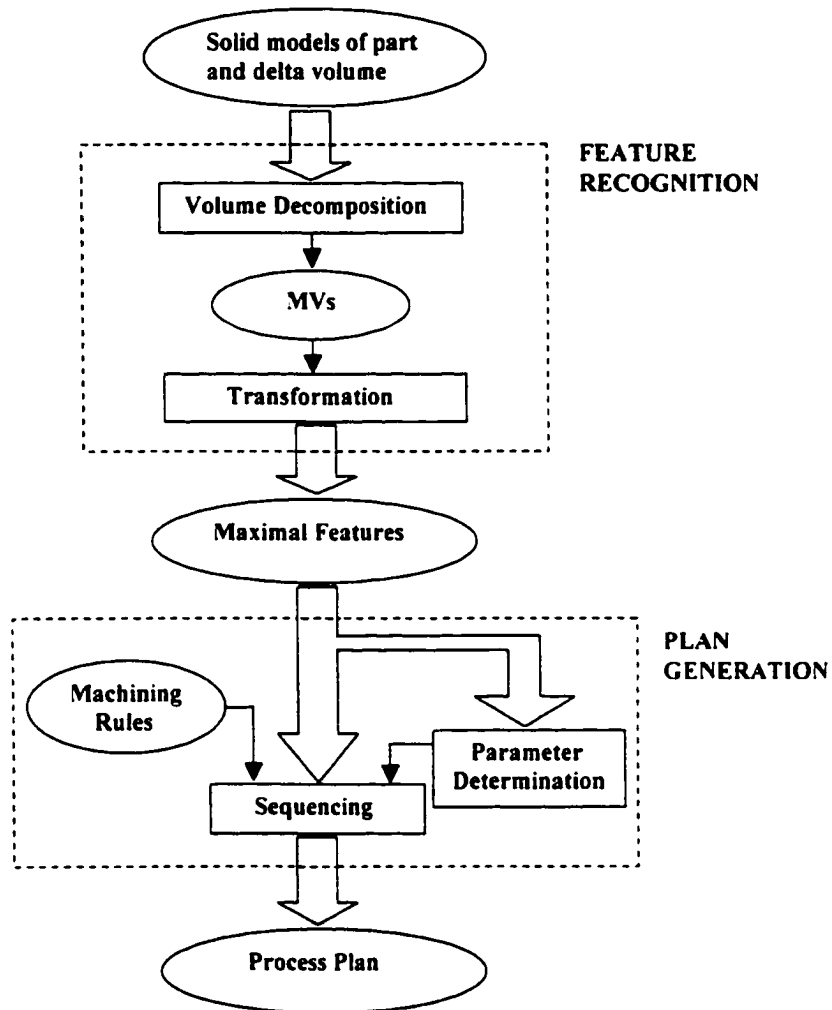 Solid models of part
and delta volume
FEATURE
RECOGNITION
Volume Decomposition
MVs
Transformation
Maximal Features
PLAN
GENERATION
Machining
Rules
Parameter
Determination
Sequencing
Process Plan